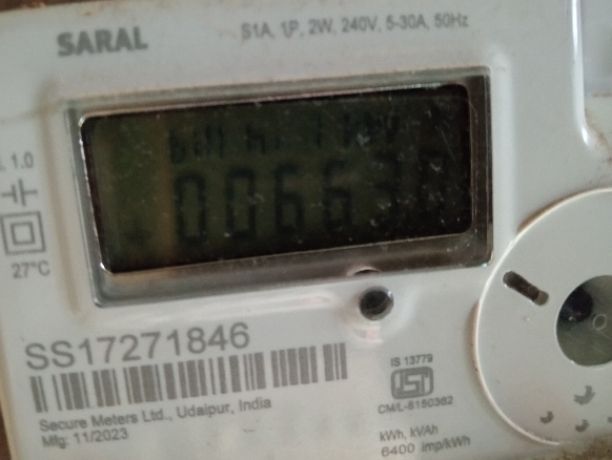 SARAL
S1A, 1P, 2W, 240V, 5-30A, 50Hz
1.0
27°C
SS17271846
Secure Meters Ltd., Udaipur, India
Mfg: 11/2023
IS 13779
ISI
CM/L-8150362
kWh, kVAh
6400 imp/kWh